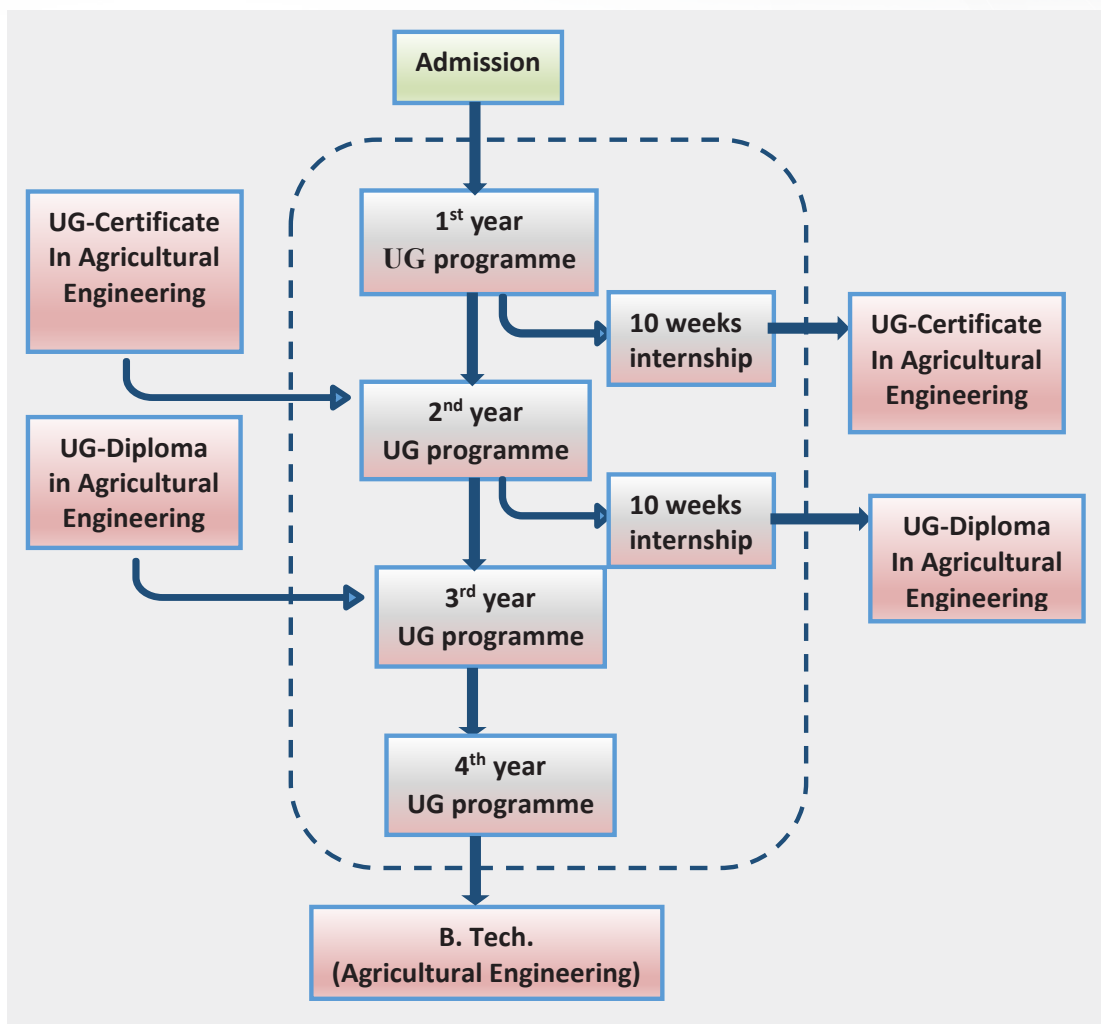 Admission
1st year
UG programme
UG-Certificate
In Agricultural
Engineering
10 weeks
internship
UG-Certificate
In Agricultural
Engineering
2nd year
UG programme
UG-Diploma
in Agricultural
Engineering
10 weeks
internship
UG-Diploma
In Agricultural
Engineering
3rd year
UG programme
4th year
UG programme
B. Tech.
(Agricultural Engineering)